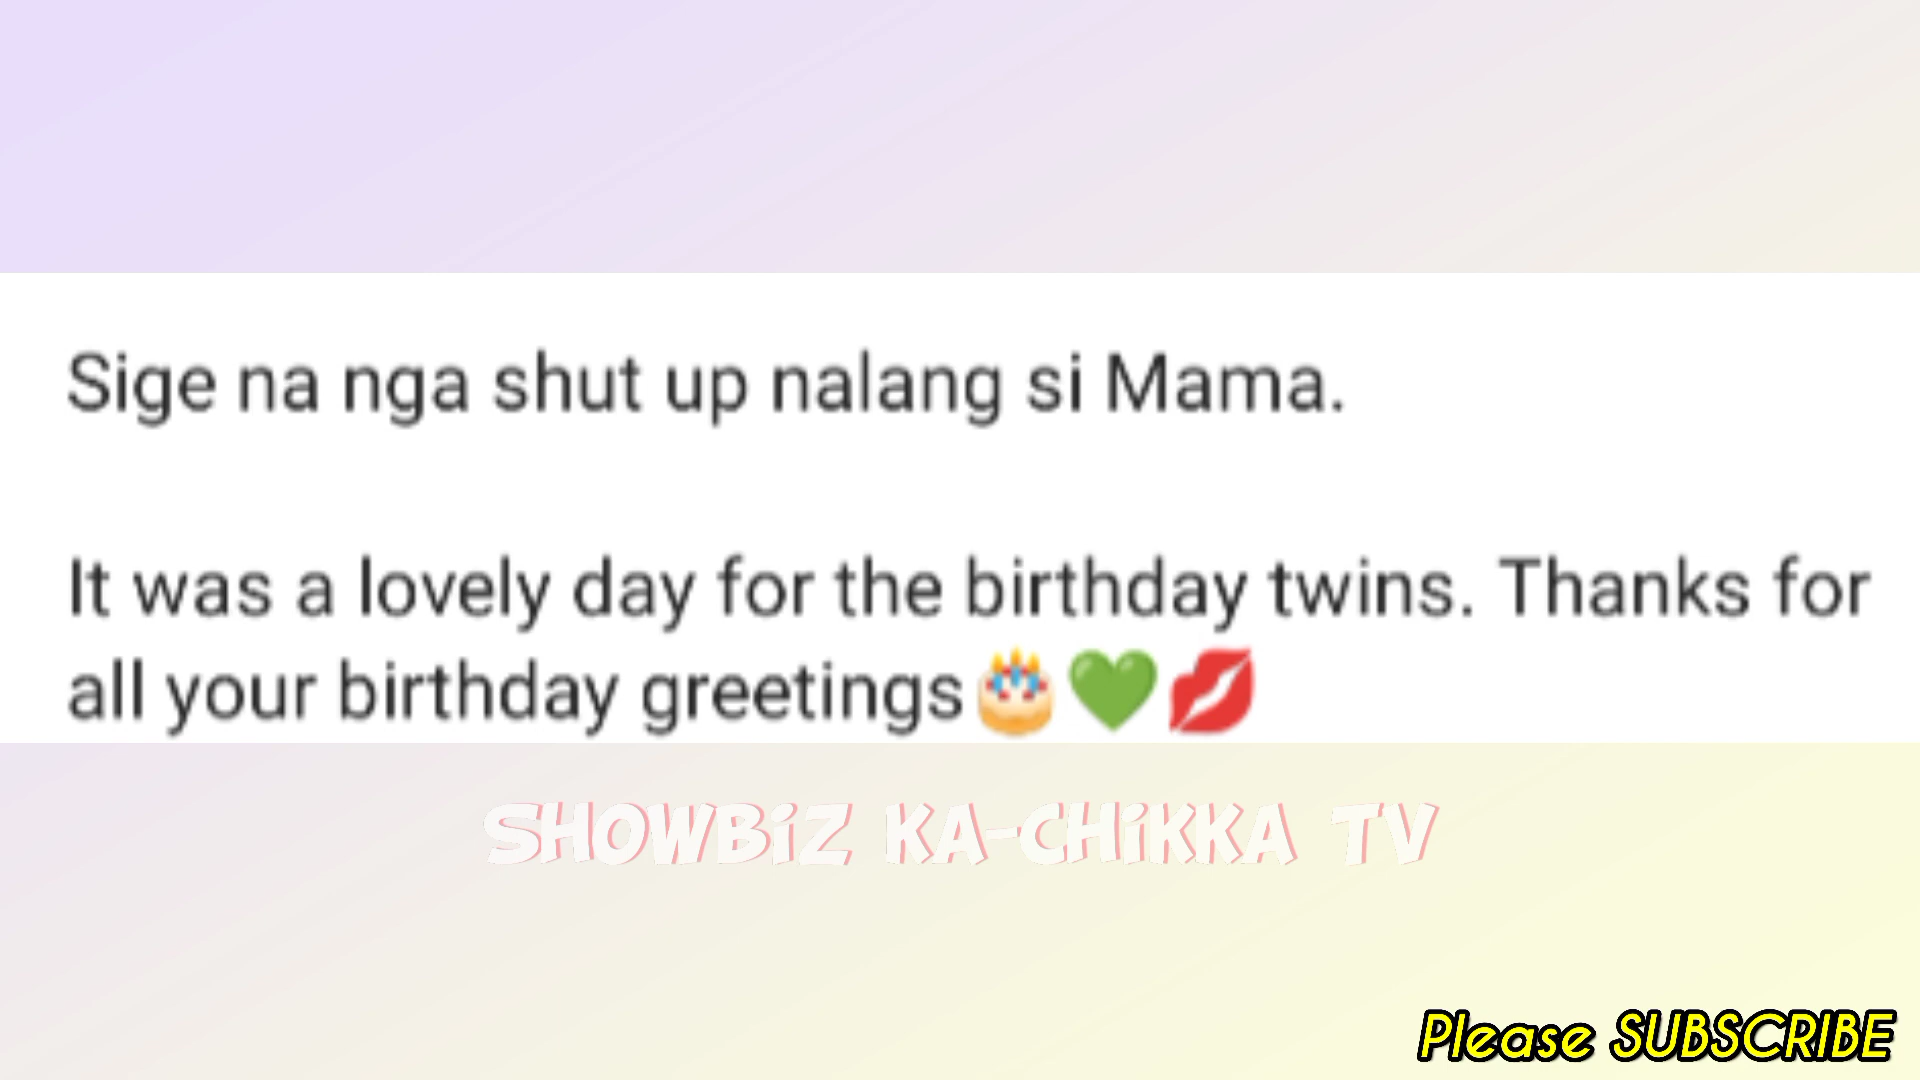 Sige na nga shut up nalang si Mama.
It was a lovely day for the birthday twins. Thanks for
all your birthday greetings🎂💚💋
SHOWBiZ KA-CHiKKA TV
Please SUBSCRIBE